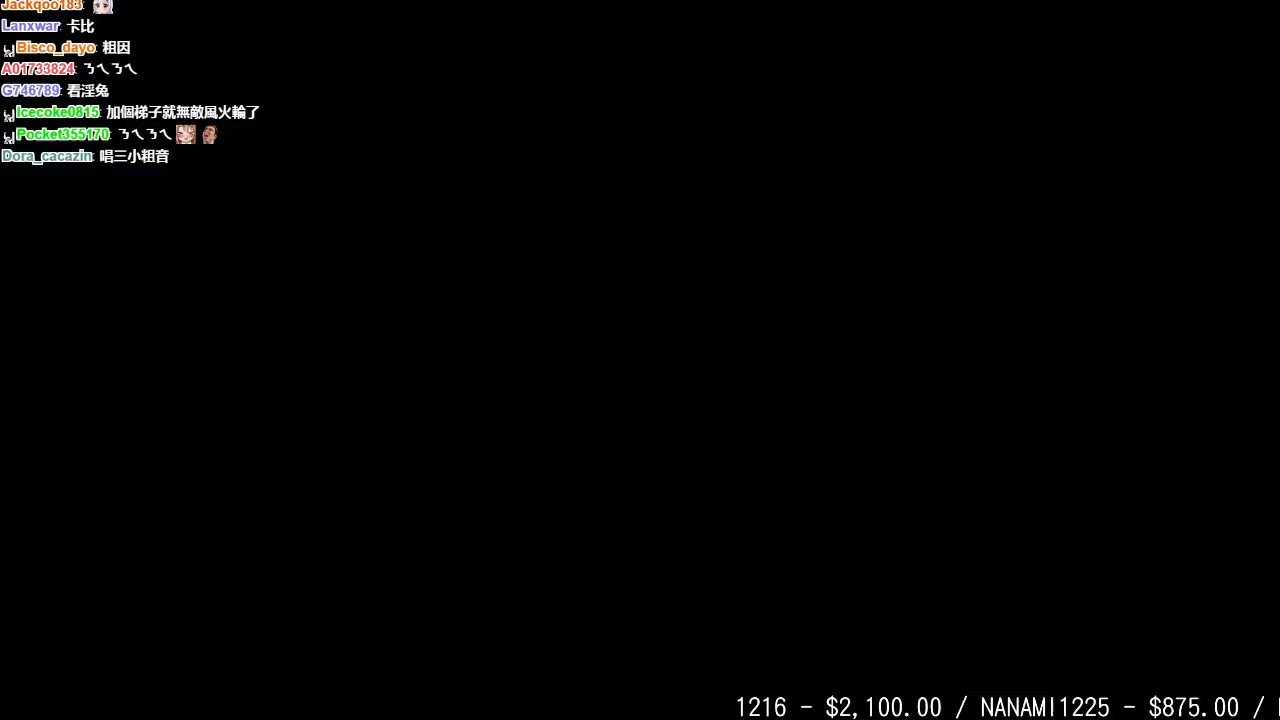 Jackqoo183:
Lanxwar: 卡比
Bisco_dayo: 粗因
A01733824: ㄋㄟㄋㄟ
G746789: 看淫兔
Icecoke0815: 加個梯子就無敵風火輪了
Pocket355170: ㄋㄟㄋㄟ
Dora_cacazin: 唱三小粗音
1216 - $2,100.00 / NANAMI1225 - $875.00 /